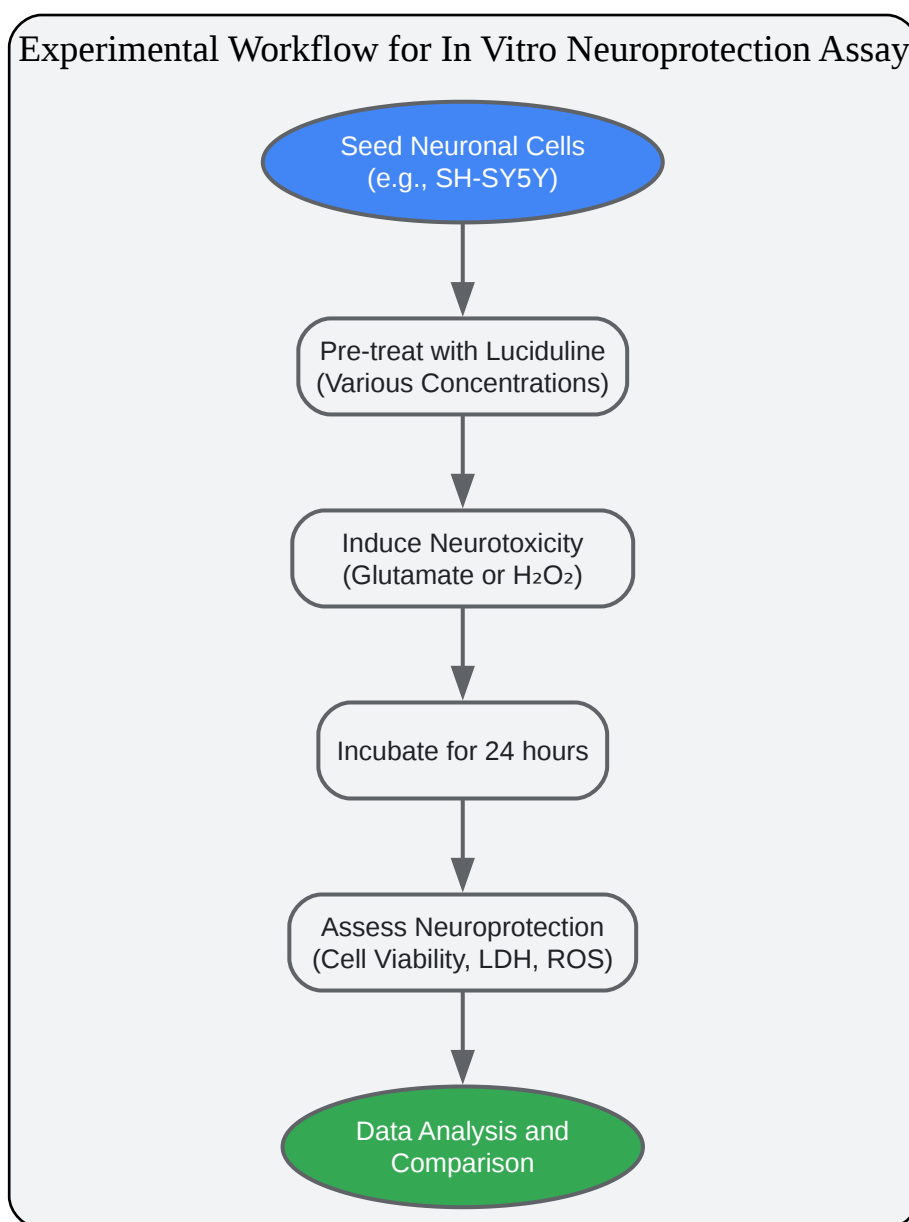 Experimental Workflow for In Vitro Neuroprotection Assay
Seed Neuronal Cells
(e.g., SH-SY5Y)
Pre-treat with Luciduline
(Various Concentrations)
Induce Neurotoxicity
(Glutamate or H₂O₂)
Incubate for 24 hours
Assess Neuroprotection
(Cell Viability, LDH, ROS)
Data Analysis and
Comparison